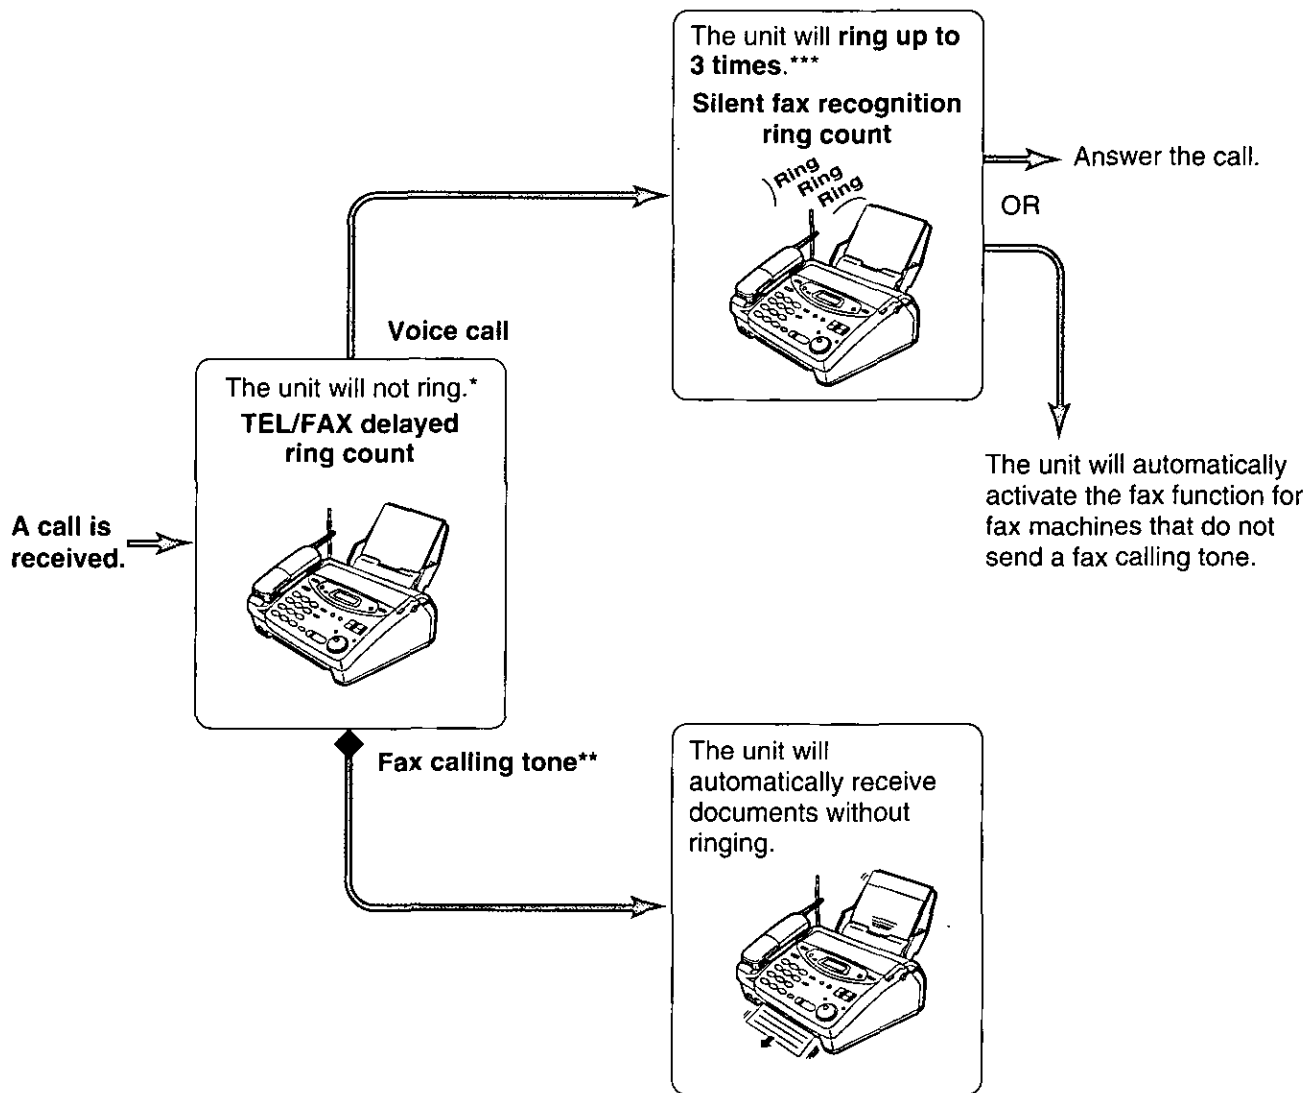 The unit will ring up to
3 times.***
Silent fax recognition
ring count
Ring
Ring
Ring
Answer the call.
OR
Voice call
The unit will not ring.*
TEL/FAX delayed
ring count
A call is
received.
The unit will automatically
activate the fax function for
fax machines that do not
send a fax calling tone.
Fax calling tone**
The unit will
automatically receive
documents without
ringing.